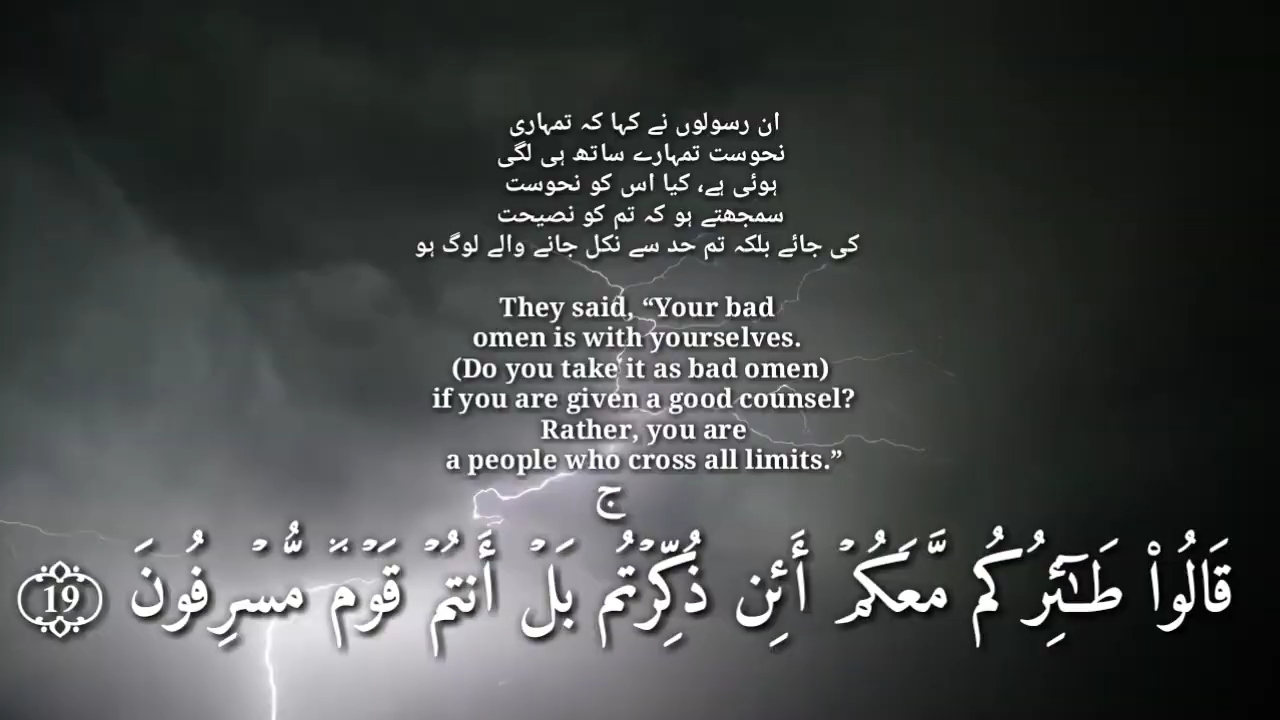 ان رسولوں نے کہا کہ تمہاری
نحوست تمہارے ساتھ ہی لگی
ہوئی ہے، کیا اس کو نحوست
سمجھتے ہو کہ تم کو نصیحت
کی جائے بلکہ تم حد سے نکل جانے والے لوگ ہو
They said, “Your bad
omen is with yourselves.
(Do you take it as bad omen)
if you are given a good counsel?
Rather, you are
a people who cross all limits.”
ج
قَالُواْ طَـٰٓئِرُكُم مَّعَكُمۡ أَئِن ذُكِّرۡتُم بَلۡ أَنتُمۡ قَوۡمٌ مُّسۡرِفُونَ 19